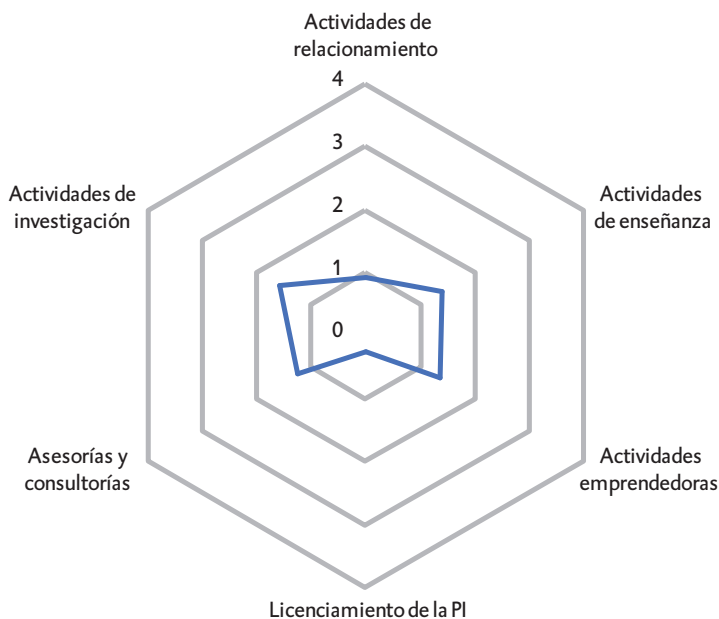 Actividades de
relacionamiento
4
3
2
1
0
Actividades de
investigación
Actividades
de enseñanza
Asesorías y
consultorías
Actividades
emprendedoras
Licenciamiento de la PI